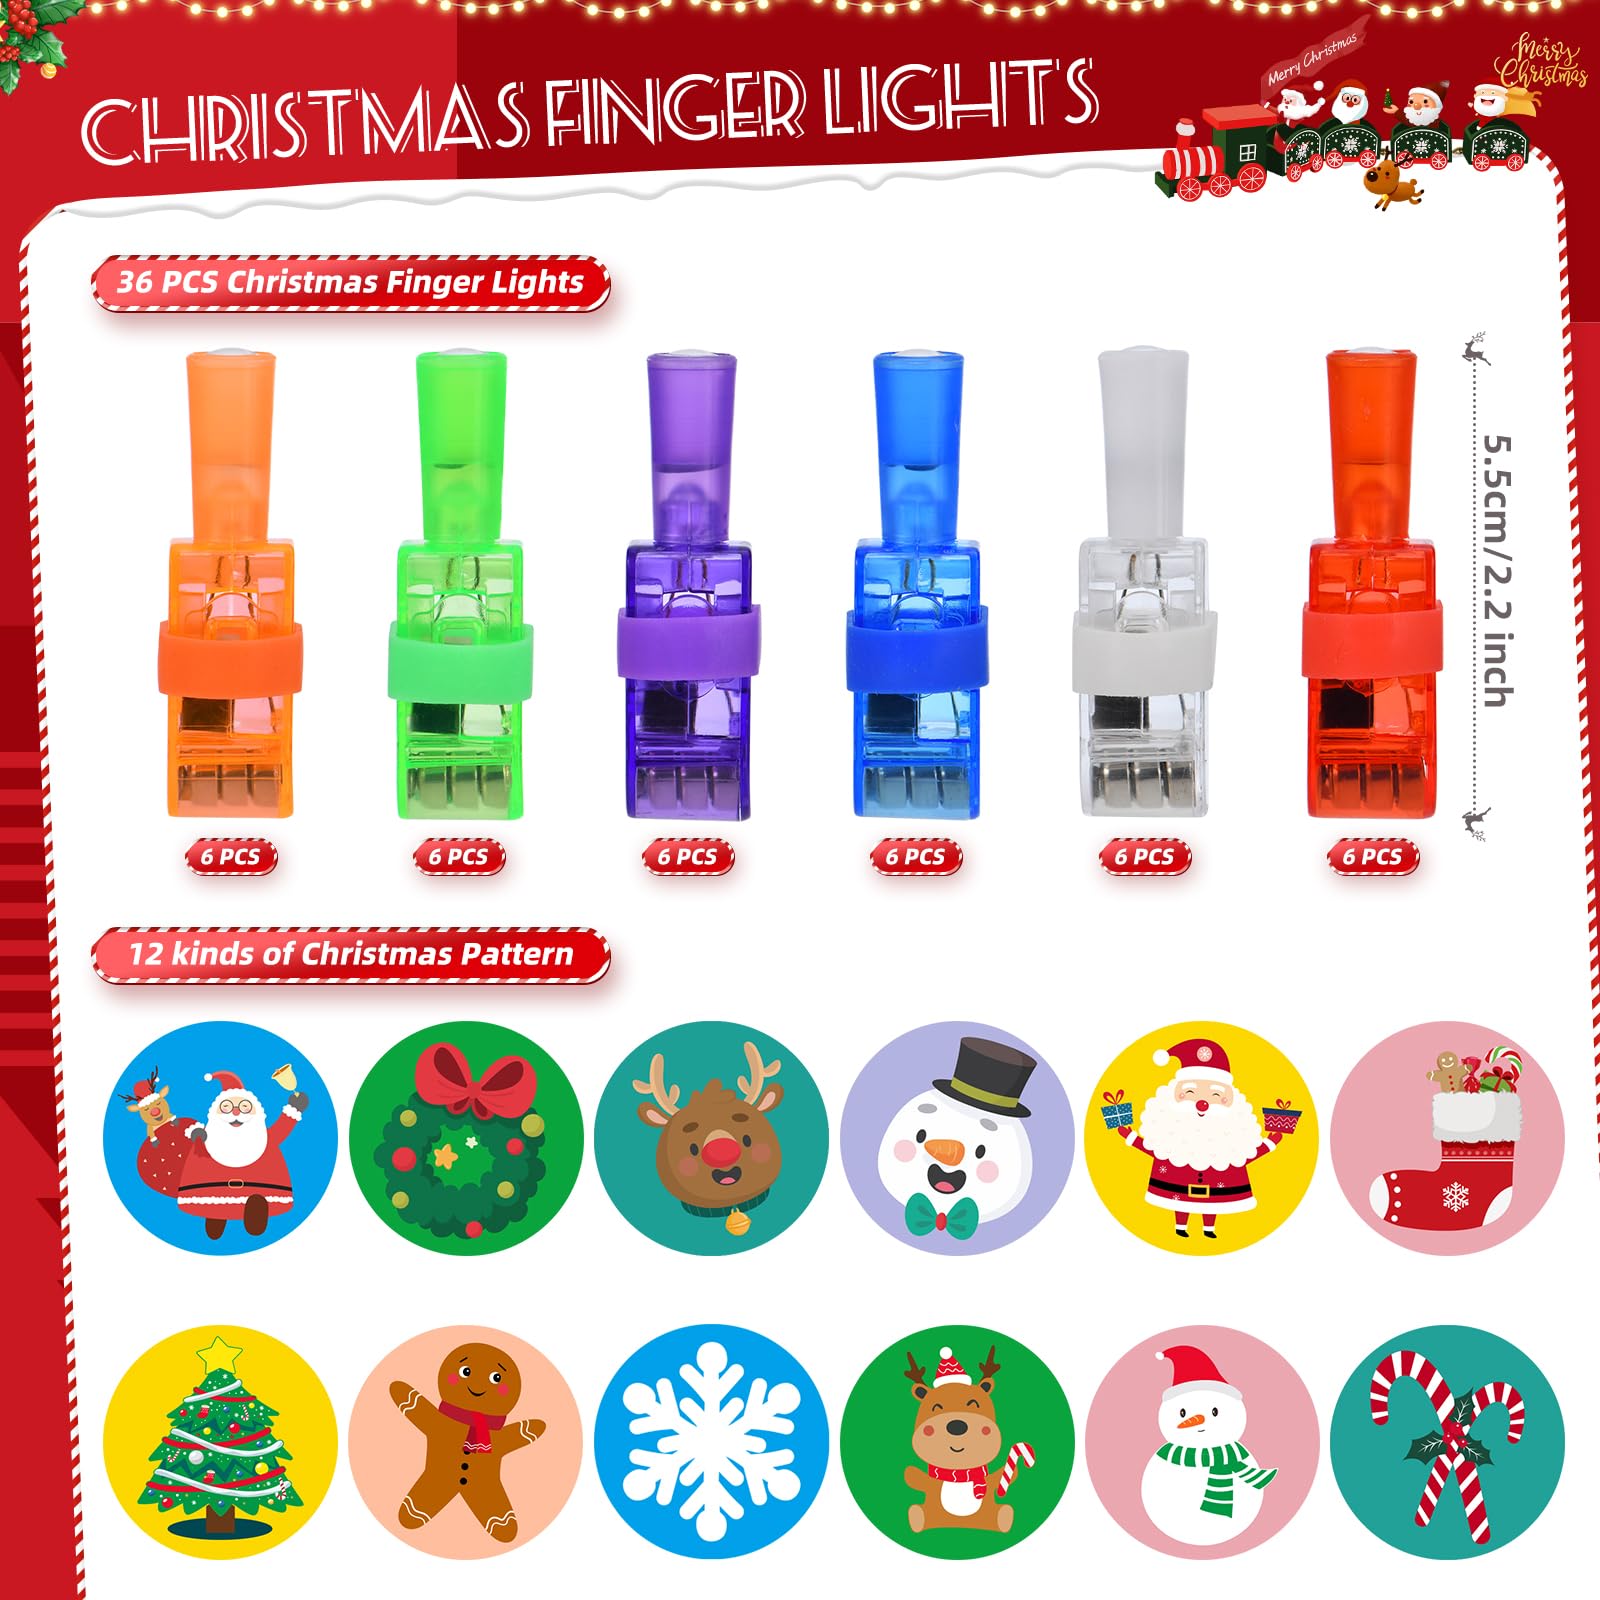 Merry Christmas
Merry
Christmas
CHRISTMAS FINGER LIGHTS
36 PCS Christmas Finger Lights
5.5cm/2.2 inch
6 PCS
6 PCS
6 PCS
6 PCS
6 PCS
6 PCS
12 kinds of Christmas Pattern